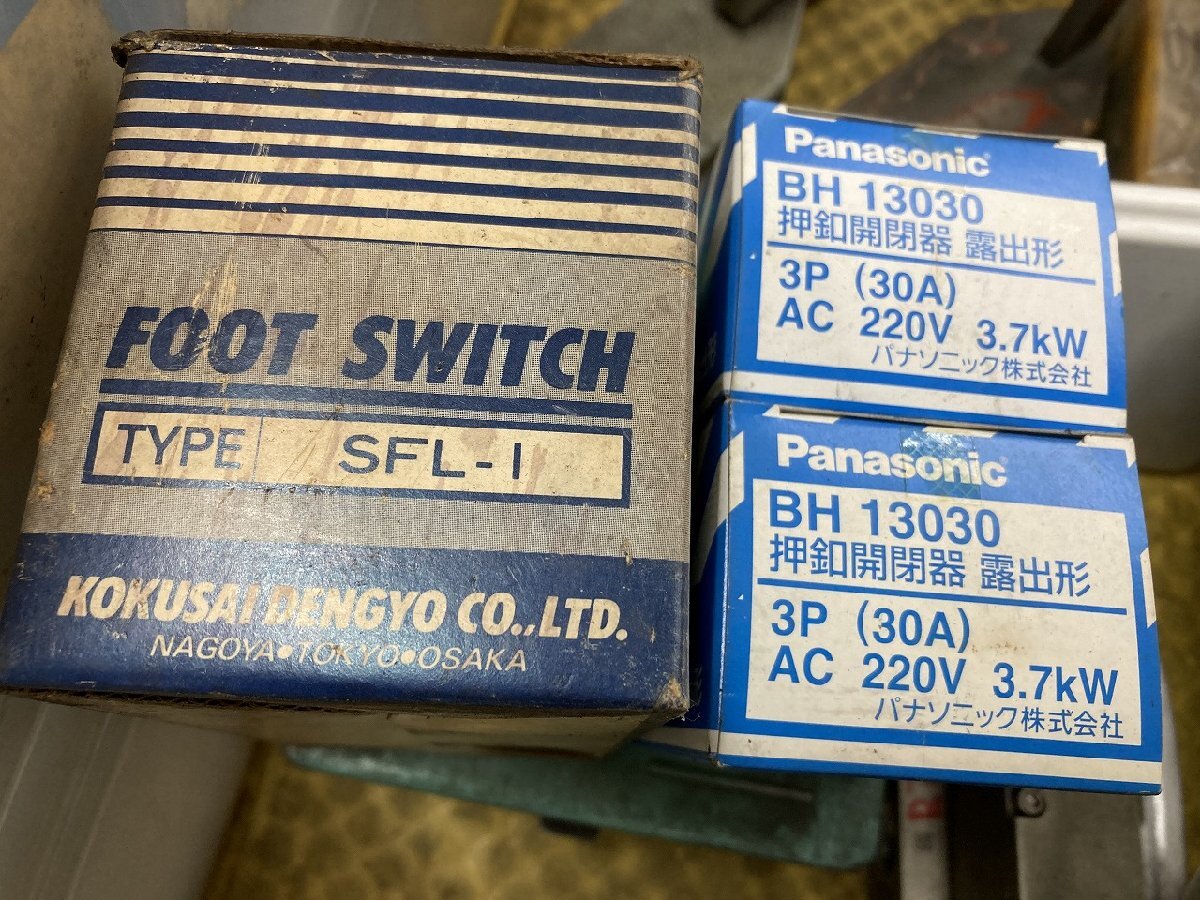 FOOT SWITCH
TYPE SFL-1
KOKUSAI DENGYO CO.,LTD.
NAGOYA•TOKYO•OSAKA
Panasonic
BH 13030
押釦開閉器 露出形
3P (30A)
AC 220V 3.7kW
パナソニック株式会社
Panasonic
BH 13030
押釦開閉器 露出形
3P (30A)
AC 220V 3.7kW
パナソニック株式会社